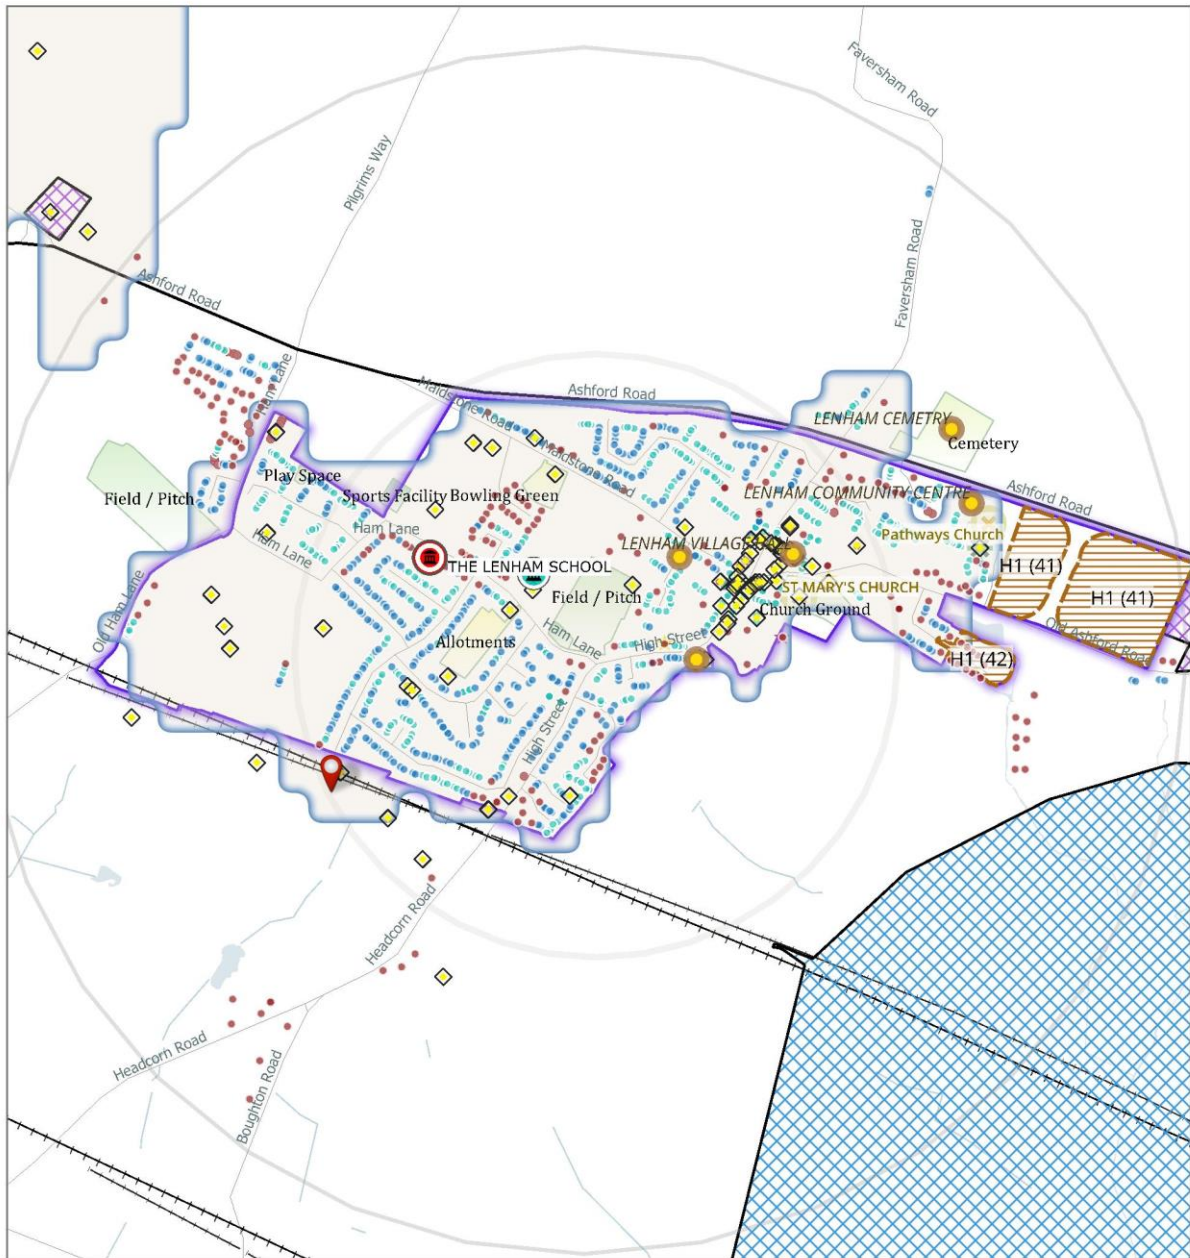 Faversham Road
Pilgrims Way
Faversham Road
Ashford Road
Ham Lane
Maidstone Road
Ashford Road
LENHAM CEMETRY
Cemetery
Maidstone Road
Play Space
Field / Pitch
Sports Facility
Bowling Green
LENHAM COMMUNITY CENTRE
Ashford Road
Ham Lane
Ham Lane
Pathways Church
LENHAM VILLAGE
THE LENHAM SCHOOL
H1 (41)
ST MARY'S CHURCH
H1 (41)
Field / Pitch
Church Ground
Old Ham Lane
Allotments
Ham Lane
High Street
Old Ashford Road
H1 (42)
High Street
Headcorn Road
Headcorn Road
Boughton Road